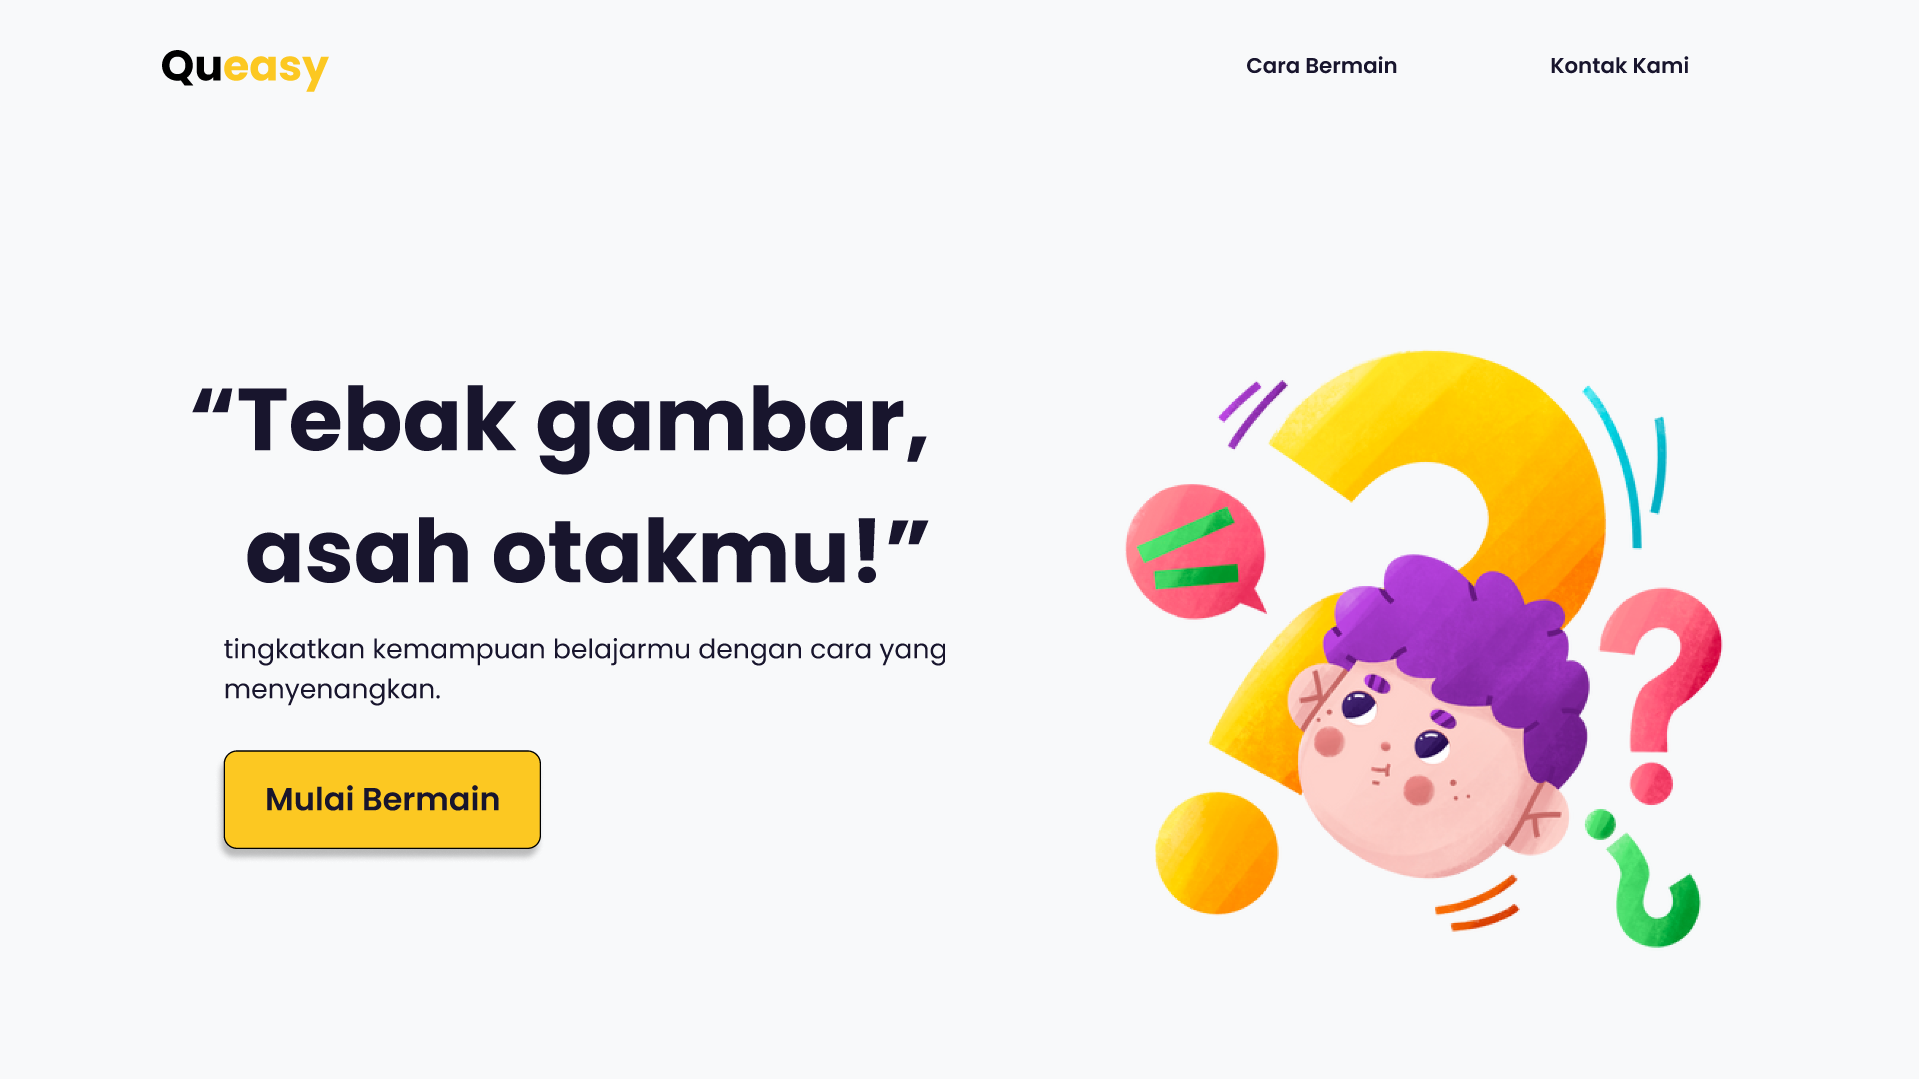 Queasy
Cara Bermain
Kontak Kami
“Tebak gambar,
asah otakmu!”
tingkatkan kemampuan belajarmu dengan cara yang
menyenangkan.
Mulai Bermain